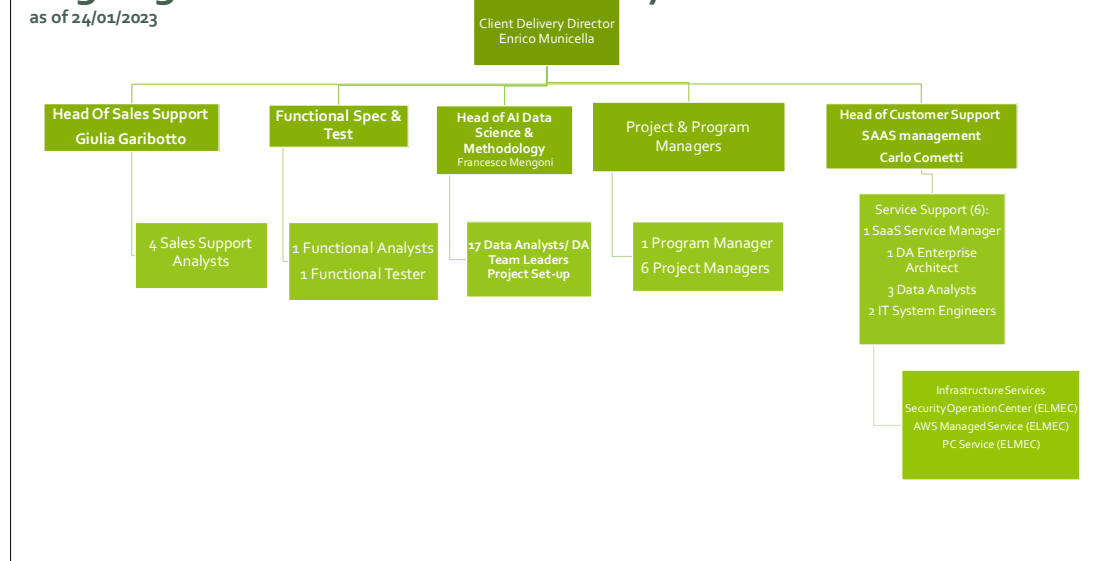 as of 24/01/2023
Client Delivery Director
Enrico Municella
Head Of Sales Support
Giulia Garibotto
Functional Spec &
Test
Head of AI Data
Science &
Methodology
Francesco Mengoni
Project & Program
Managers
Head of Customer Support
SAAS management
Carlo Cometti
4 Sales Support
Analysts
1 Functional Analysts
1 Functional Tester
17 Data Analysts/ DA
Team Leaders
Project Set-up
1 Program Manager
6 Project Managers
Service Support (6):
1 SaaS Service Manager
1 DA Enterprise
Architect
3 Data Analysts
2 IT System Engineers
Infrastructure Services
Security Operation Center (ELMEC)
AWS Managed Service (ELMEC)
PC Service (ELMEC)